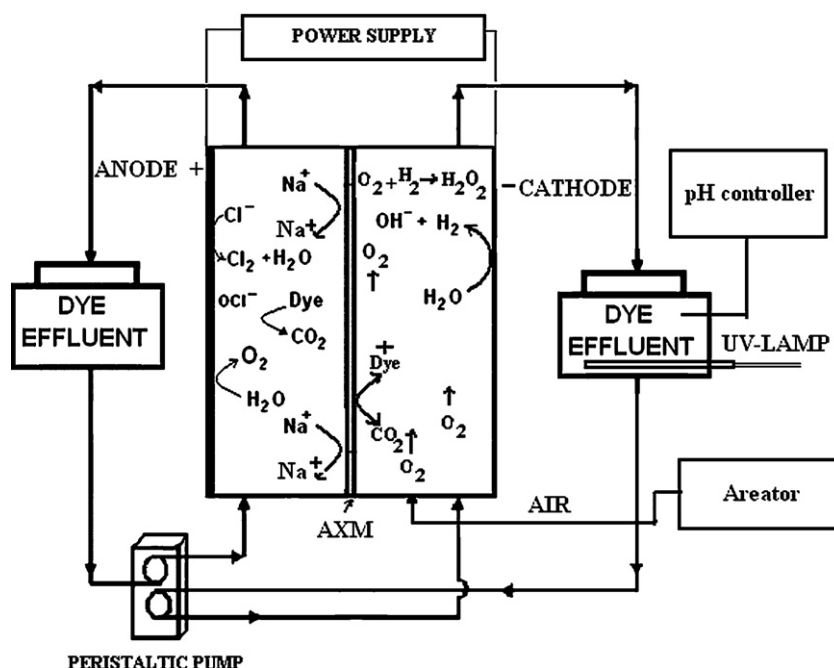 POWER SUPPLY
ANODE +
– CATHODE
pH controller
Na⁺
Na⁺
Cl⁻
Cl₂ + H₂O
OCl⁻
Dye
CO₂
O₂
H₂O
Na⁺
Na⁺
O₂ + H₂ → H₂O₂
OH⁻ + H₂
O₂
↑
H₂O
Dye⁺
CO₂
↑
O₂
↑
O₂
DYE
EFFLUENT
DYE
EFFLUENT
UV-LAMP
AXM
AIR
Areator
PERISTALTIC PUMP